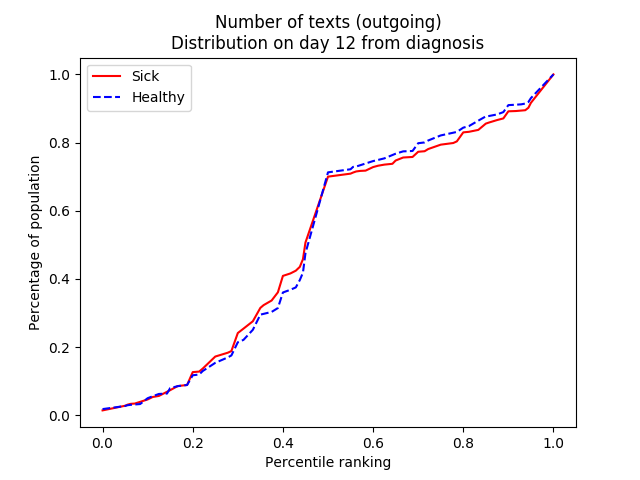 Number of texts (outgoing)
Distribution on day 12 from diagnosis
Sick
Healthy
1.0
0.8
0.6
0.4
0.2
0.0
Percentage of population
0.0 0.2 0.4 0.6 0.8 1.0
Percentile ranking